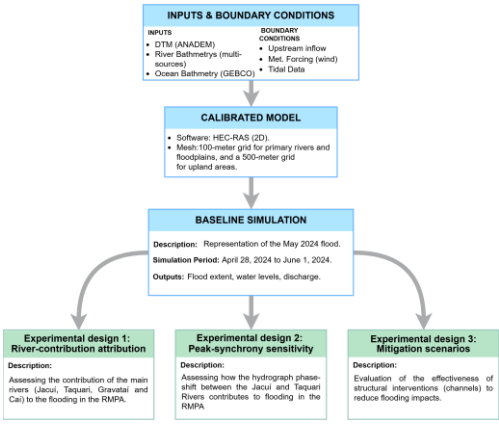 INPUTS & BOUNDARY CONDITIONS
INPUTS
• DTM (ANADEM)
• River Bathmetrys (multi-
sources)
• Ocean Bathmetry (GEBCO)
BOUNDARY
CONDITIONS
• Upstream inflow
• Met. Forcing (wind)
• Tidal Data
CALIBRATED MODEL
• Software: HEC-RAS (2D).
• Mesh:100-meter grid for primary rivers and
floodplains, and a 500-meter grid
for upland areas.
BASELINE SIMULATION
Description: Representation of the May 2024 flood.
Simulation Period: April 28, 2024 to June 1, 2024.
Outputs: Flood extent, water levels, discharge.
Experimental design 1:
River-contribution attribution
Description:
Assessing the contribution of the main
rivers (Jacuí, Taquari, Gravataí and
Caí) to the flooding in the RMPA.
Experimental design 2:
Peak-synchrony sensitivity
Description:
Assessing how the hydrograph phase-
shift between the Jacuí and Taquari
Rivers contributes to flooding in the
RMPA
Experimental design 3:
Mitigation scenarios
Description:
Evaluation of the effectiveness of
structural interventions (channels) to
reduce flooding impacts.